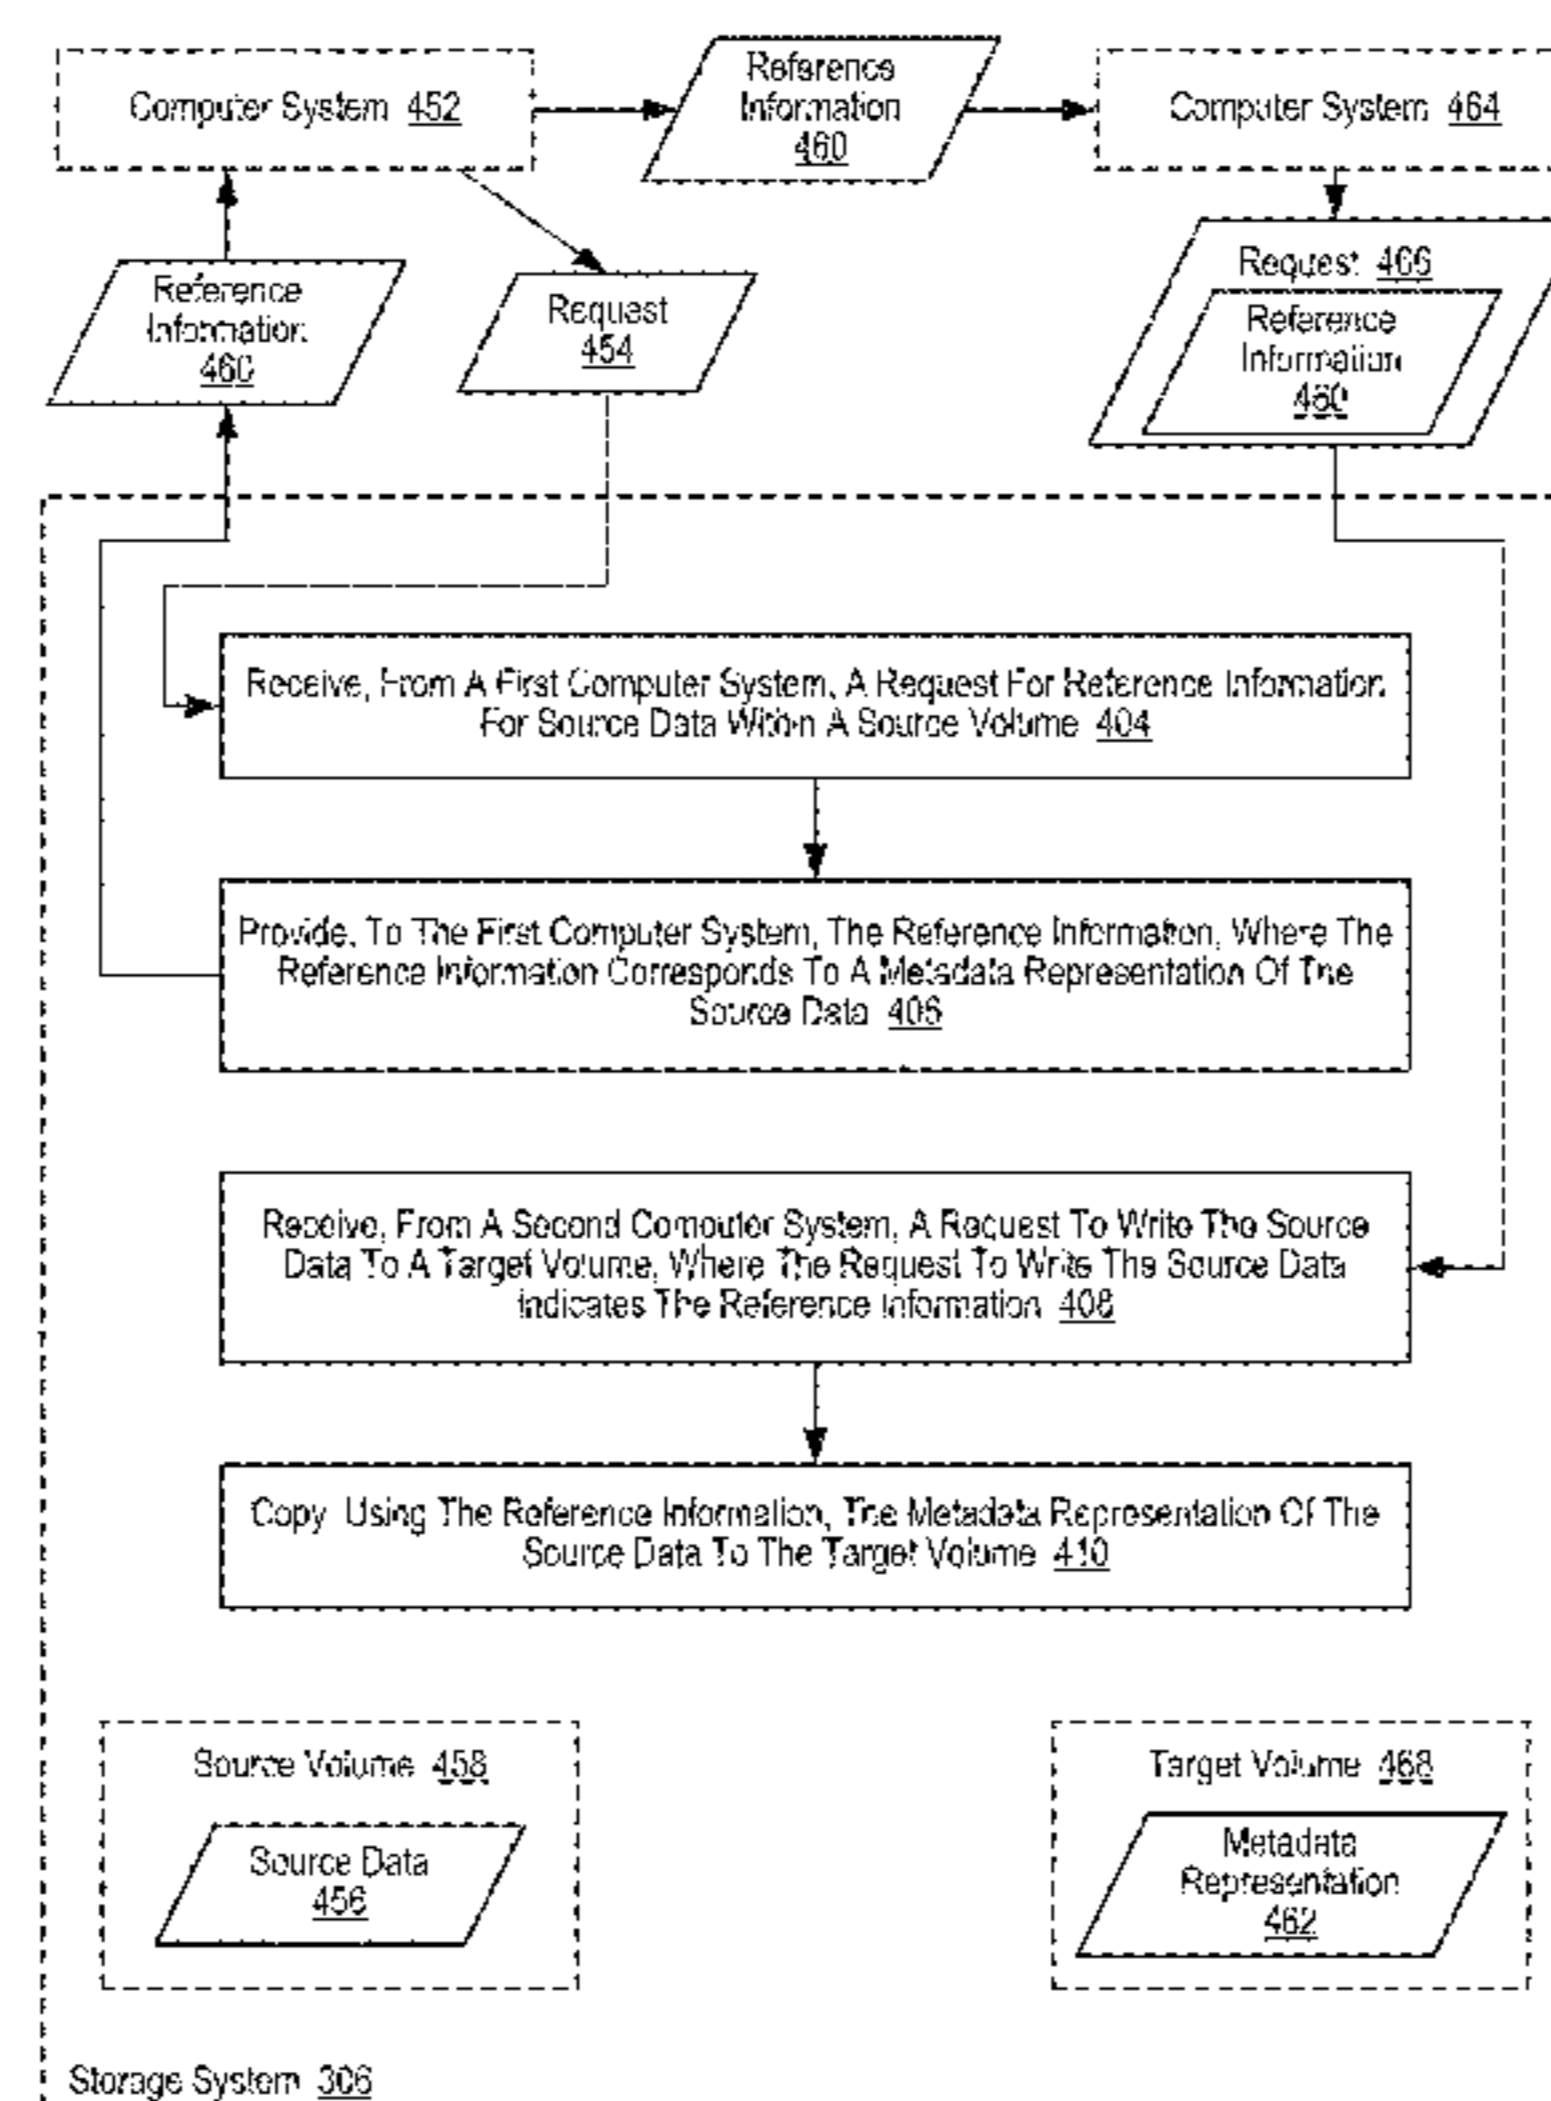 Computer System 452
Reference
Information
460
Computer System 464
Reference
Information
460
Request
454
Request 466
Reference
Information
460
Receive, From A First Computer System, A Request For Reference Information
For Source Data Within A Source Volume 404
Provide, To The First Computer System, The Reference Information, Where The
Reference Information Corresponds To A Metadata Representation Of The
Source Data 406
Receive, From A Second Computer System, A Request To Write The Source
Data To A Target Volume, Where The Request To Write The Source Data
Indicates The Reference Information 408
Copy Using The Reference Information, The Metadata Representation Of The
Source Data To The Target Volume 410
Source Volume 458
Source Data
456
Target Volume 468
Metadata
Representation
462
Storage System 306